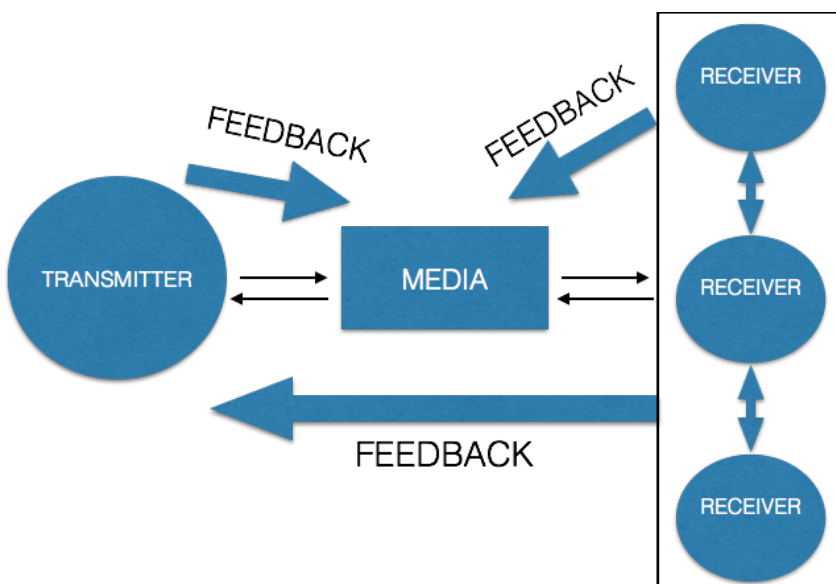 RECEIVER
FEEDBACK
FEEDBACK
TRANSMITTER
MEDIA
RECEIVER
FEEDBACK
RECEIVER